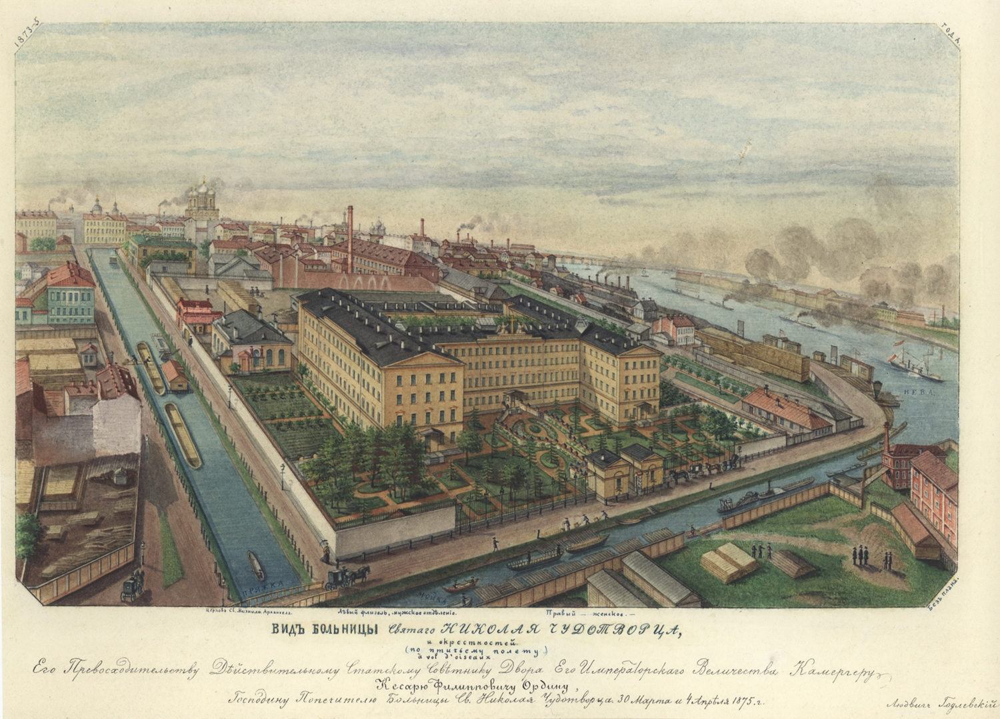 1873-5
ГОДА.
НЕВА.
ПРЯЖКА
МОЙКА
Безъ плана.
Церковь Св. Михаила Архангела.
Лѣвый флигель, мужское отдѣленіе.
Правый — женское. —
ВИДЪ БОЛЬНИЦЫ Святаго НИКОЛАЯ ЧУДОТВОРЦА,
и окрестностей.
(по птичьему полету)
à vol d'oiseaux.
Его Превосходительству Дѣйствительному Статскому Совѣтнику Двора Его Императорскаго Величества Камергеру
Кесарю Филипповичу Ордину,
Господину Попечителю Больницы Св. Николая Чудотворца. 30 Марта и 4 Апрѣля 1875. г.
Людвигъ Годлевскій